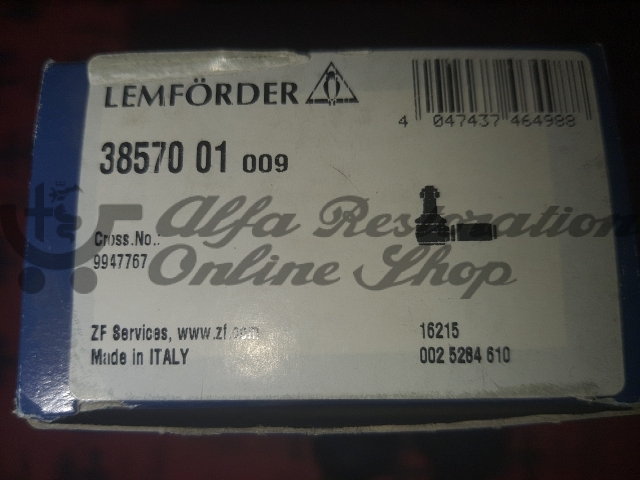 LEMFÖRDER
4 047437 464988
38570 01 009
Alfa Restoration
Online Shop
Cross.No.:
9947767
ZF Services, www.zf.com
16215
Made in ITALY
002 5284 610